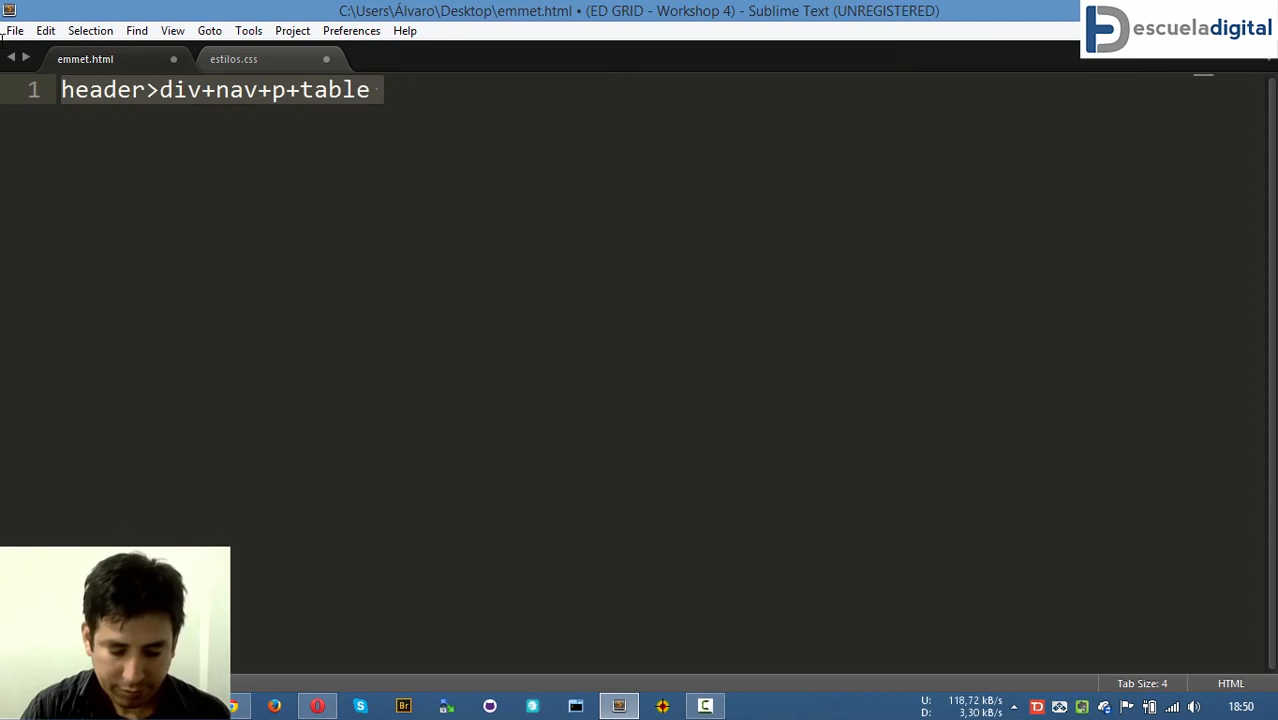 C:\Users\Álvaro\Desktop\emmet.html • (ED GRID - Workshop 4) - Sublime Text (UNREGISTERED)
escueladigital
File Edit Selection Find View Goto Tools Project Preferences Help
emmet.html estilos.css
1 header>div+nav+p+table
Tab Size: 4 HTML
Br
U: 118,72 kB/s
D: 3,30 kB/s
TD
18:50